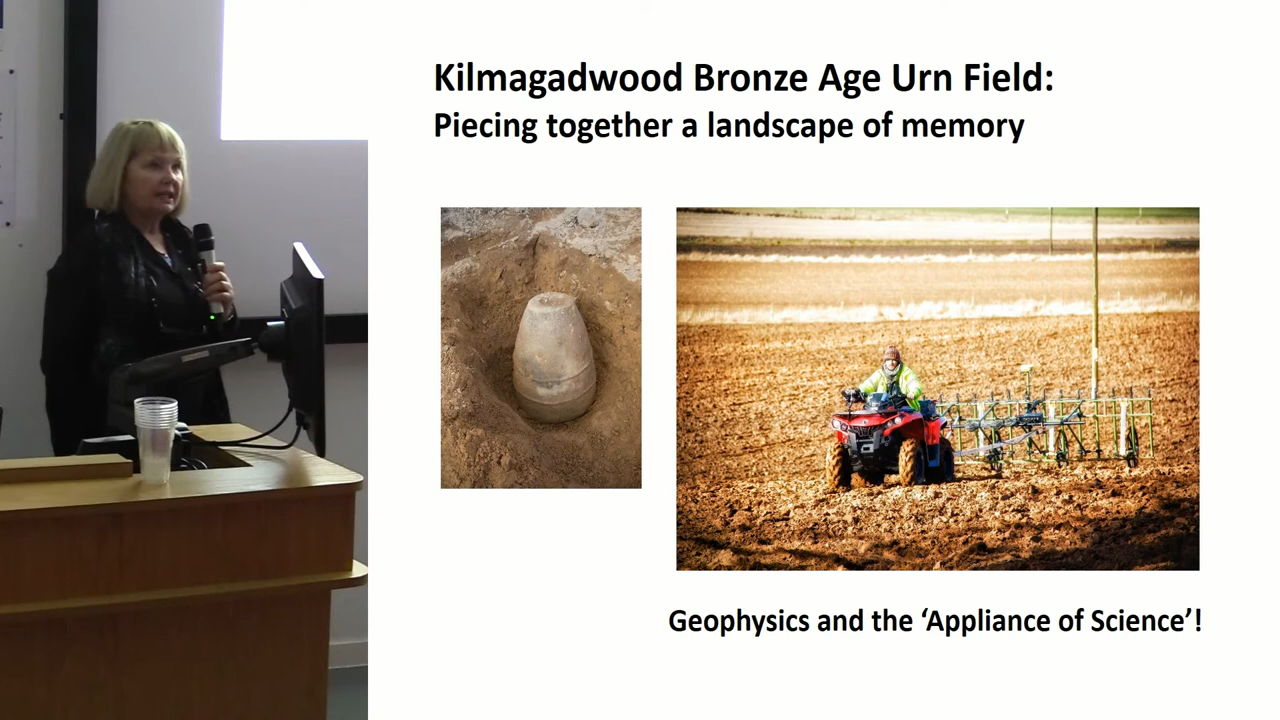 Kilmagadwood Bronze Age Urn Field:
Piecing together a landscape of memory
Geophysics and the ‘Appliance of Science’!